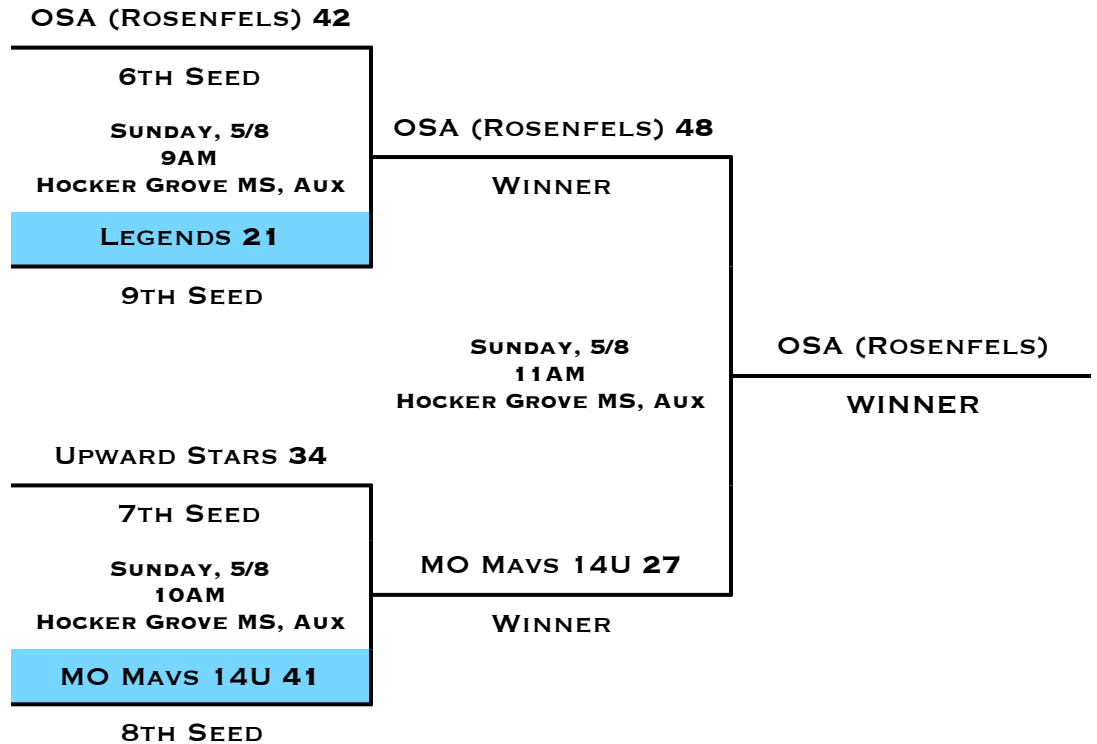 OSA (Rosenfels) 42
6th Seed
Sunday, 5/8
9AM
Hocker Grove MS, Aux
Legends 21
9th Seed
OSA (Rosenfels) 48
Winner
Sunday, 5/8
11AM
Hocker Grove MS, Aux
OSA (Rosenfels)
WINNER
Upward Stars 34
7th Seed
Sunday, 5/8
10AM
Hocker Grove MS, Aux
MO Mavs 14U 41
8th Seed
MO Mavs 14U 27
Winner